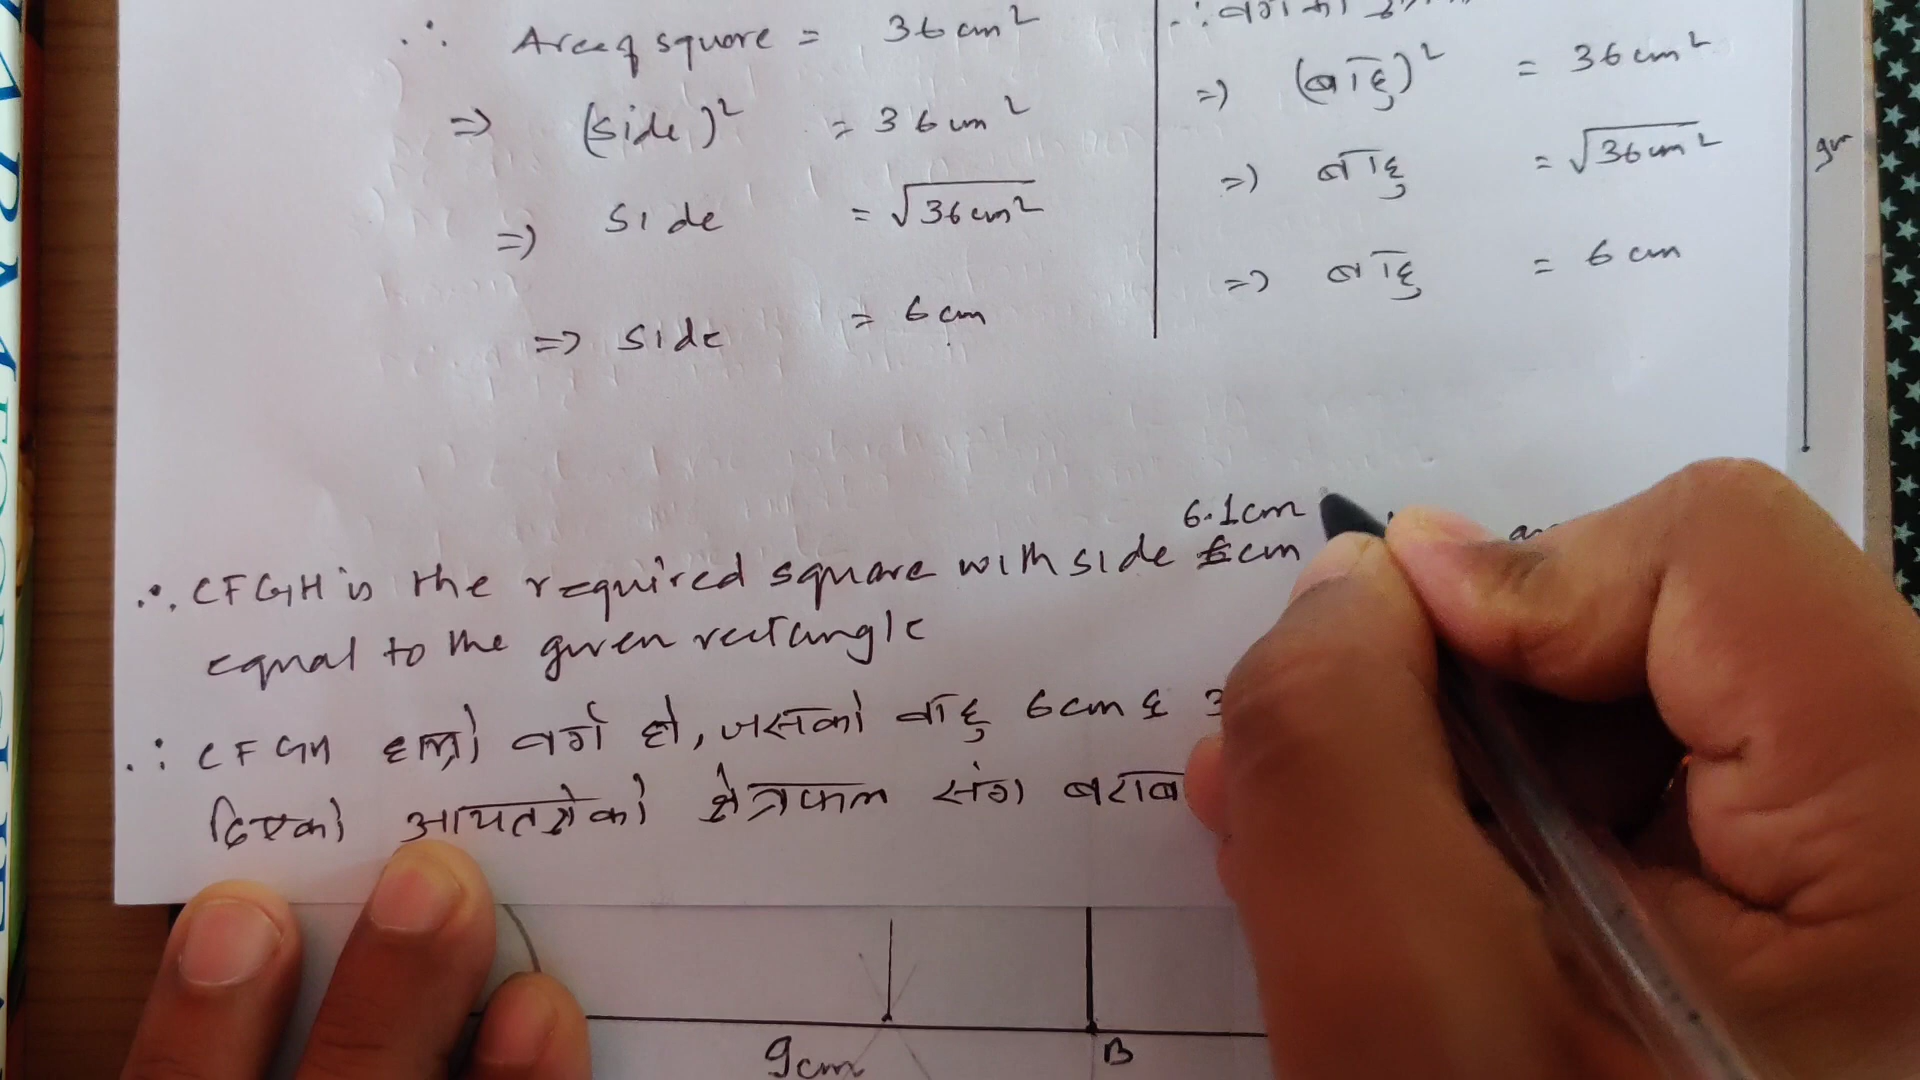 ∴ Area of square = 36 cm²
⇒ (side)² = 36 cm²
⇒ side = √36 cm²
⇒ side = 6 cm
∴ वर्गको
⇒ (बाहु)² = 36 cm²
⇒ बाहु = √36 cm²
⇒ बाहु = 6 cm
6.1cm
∴ CFGH is the required square with side 6cm
equal to the given rectangle
∴ CFGH हाम्रो वर्ग हो, जसको बाहु 6cm छ
दिएको आयतको क्षेत्रफल संग
9cm B